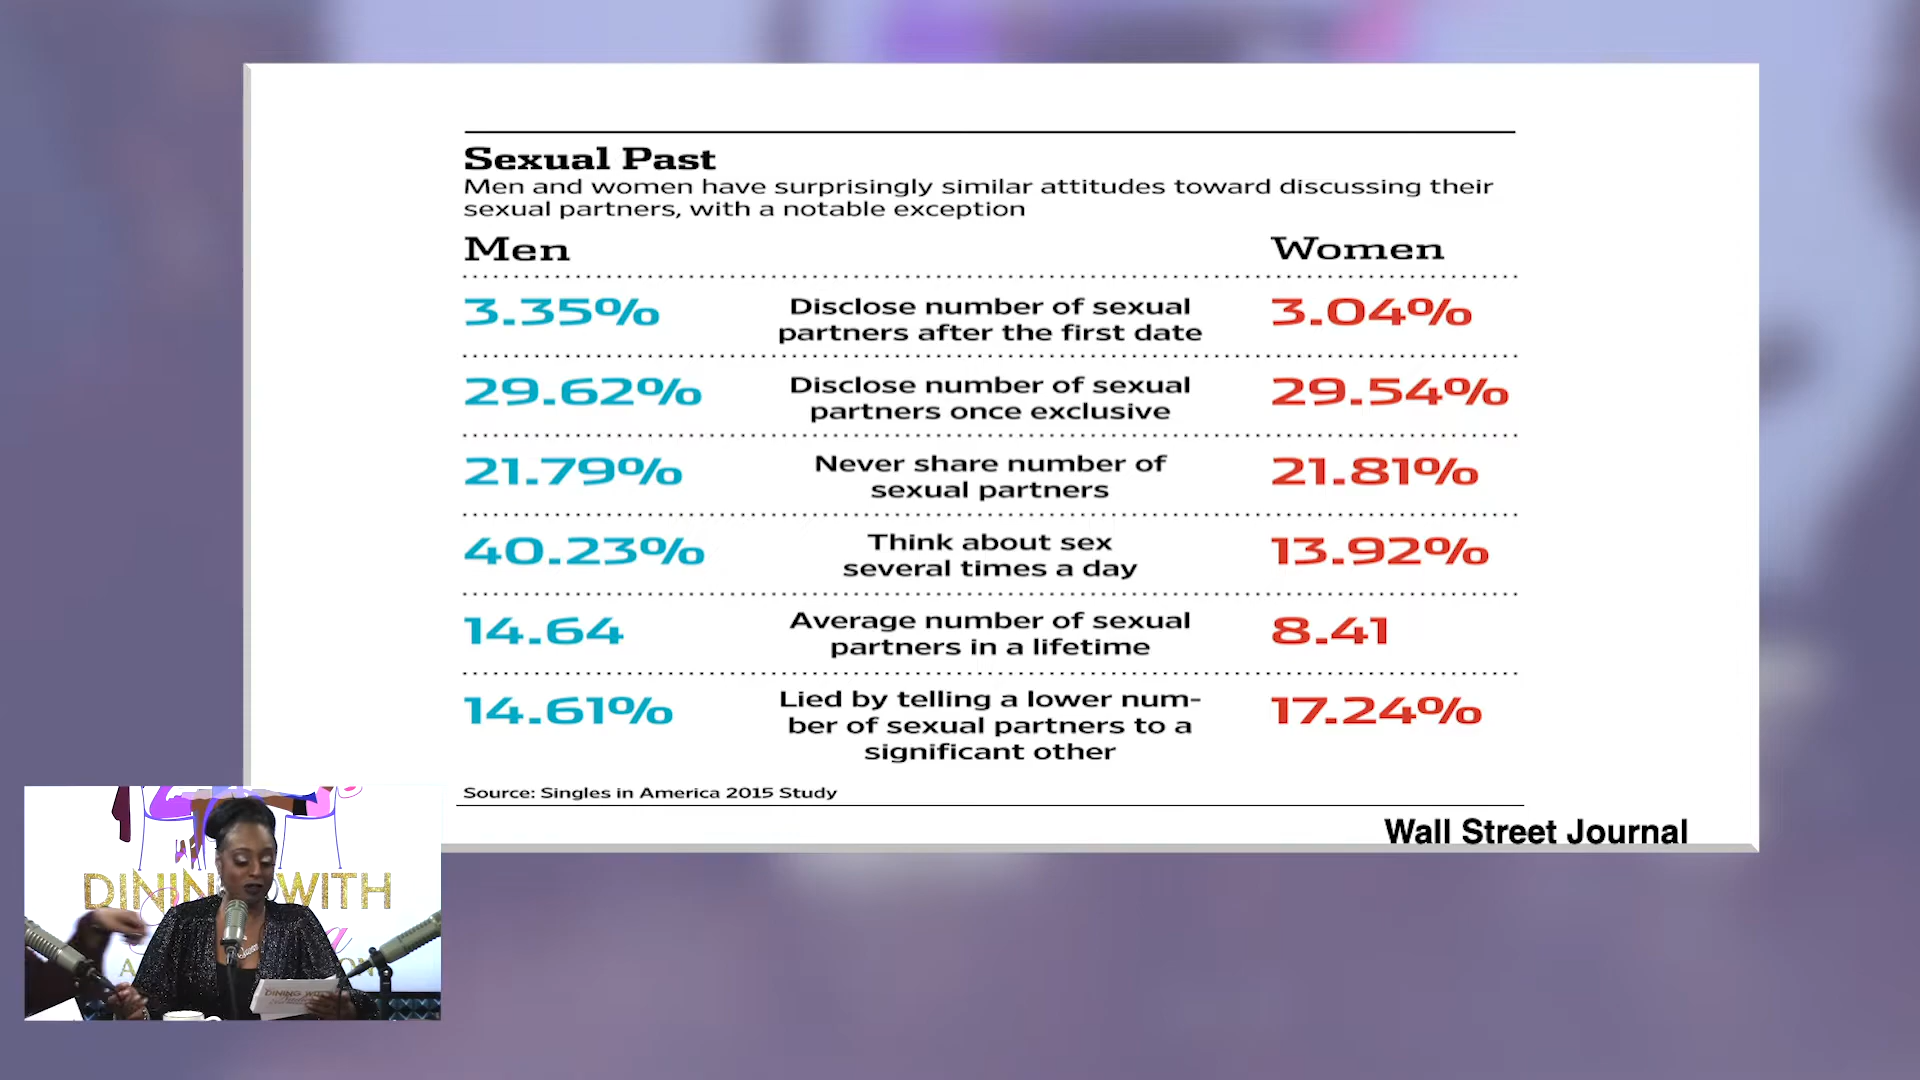 Sexual Past
Men and women have surprisingly similar attitudes toward discussing their
sexual partners, with a notable exception
Men Women
3.35% Disclose number of sexual 3.04%
partners after the first date
29.62% Disclose number of sexual 29.54%
partners once exclusive
21.79% Never share number of 21.81%
sexual partners
40.23% Think about sex 13.92%
several times a day
14.64 Average number of sexual 8.41
partners in a lifetime
14.61% Lied by telling a lower num- 17.24%
ber of sexual partners to a
significant other
Source: Singles in America 2015 Study
Wall Street Journal
DINING WITH
DINING WITH